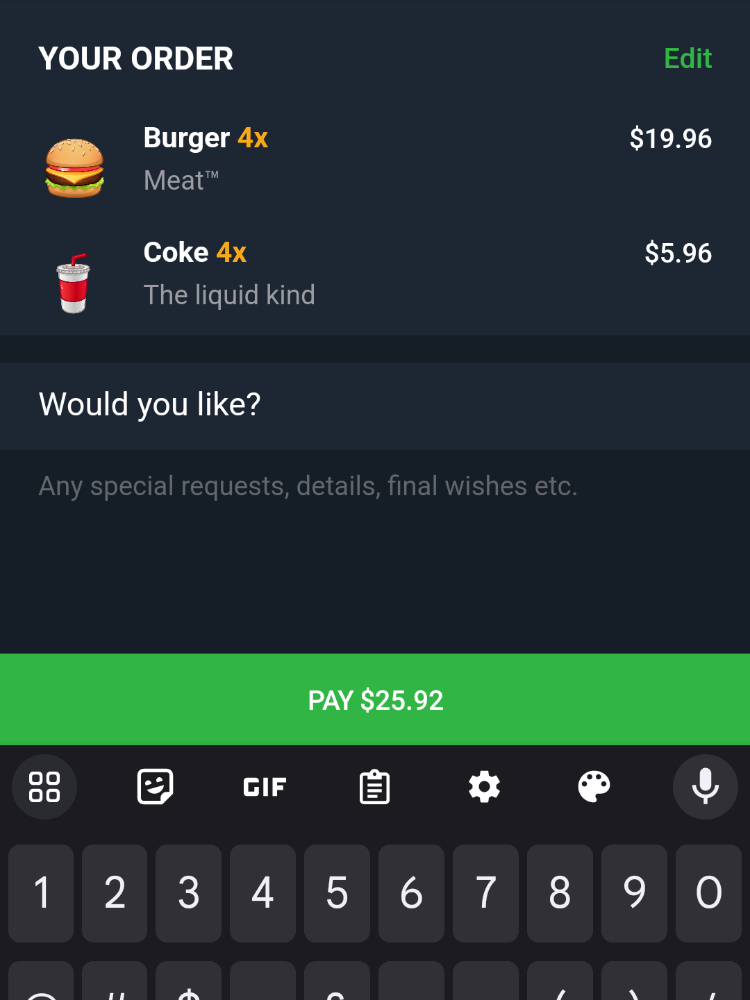 YOUR ORDER Edit
Burger 4x $19.96
Meat™
Coke 4x $5.96
The liquid kind
Would you like?
Any special requests, details, final wishes etc.
PAY $25.92
GIF
1 2 3 4 5 6 7 8 9 0